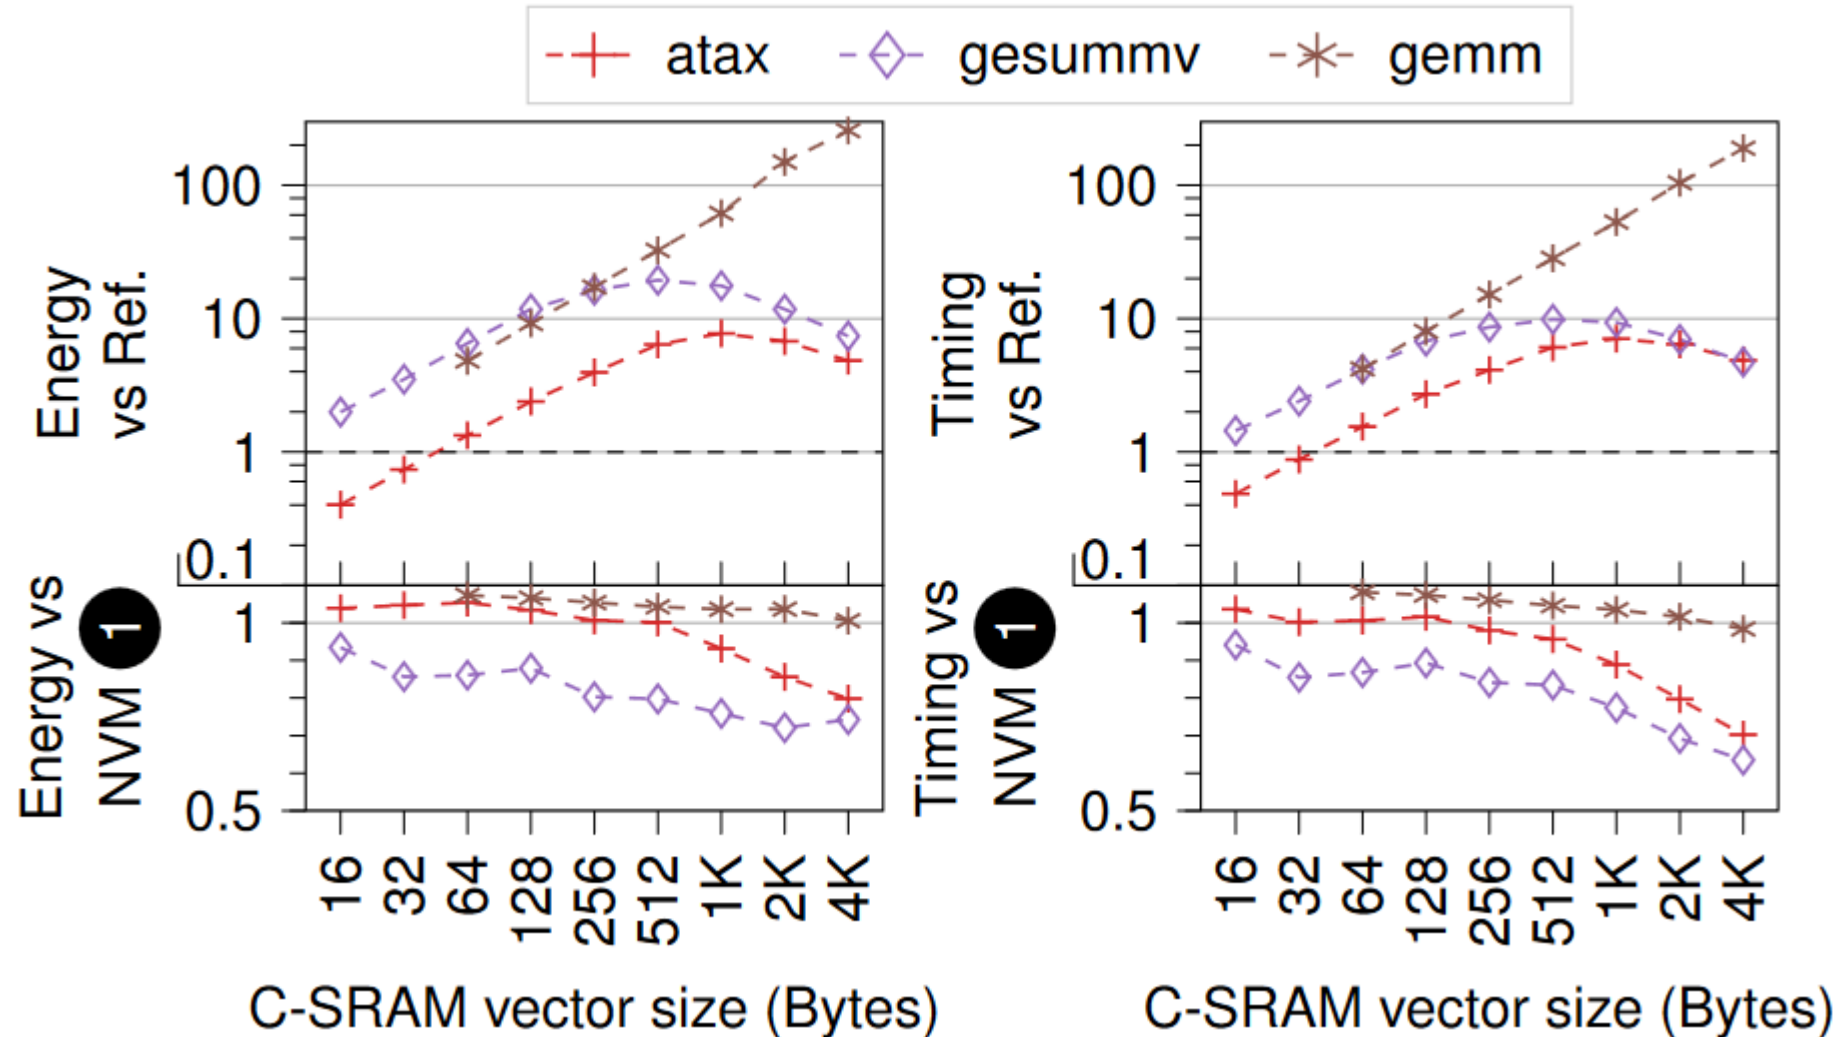 atax gesummv gemm
Energy
vs Ref.
100
10
1
0.1
Energy vs
NVM 1
1
0.5
16 32 64 128 256 512 1K 2K 4K
C-SRAM vector size (Bytes)
Timing
vs Ref.
100
10
1
0.1
Timing vs
NVM 1
1
0.5
16 32 64 128 256 512 1K 2K 4K
C-SRAM vector size (Bytes)